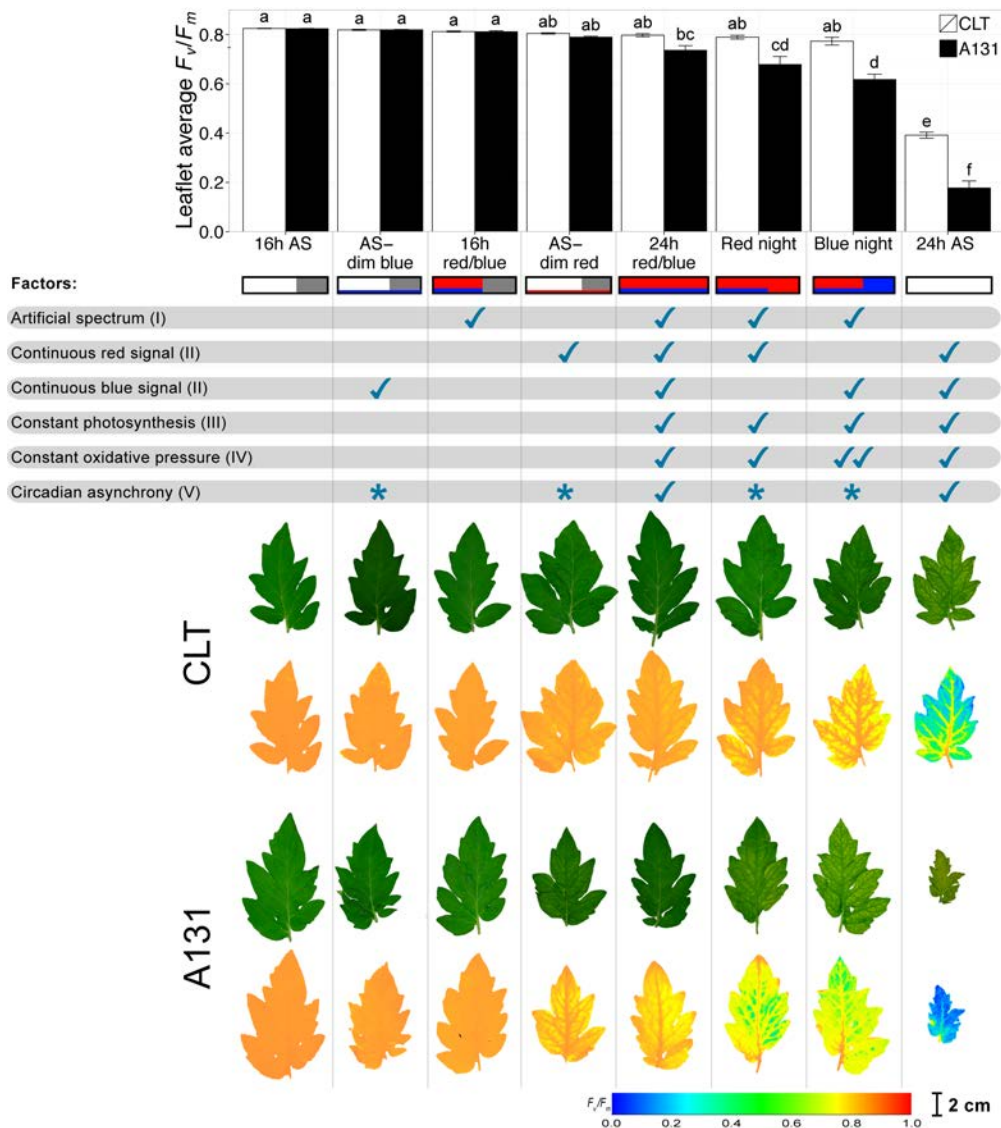 Leaflet average Fv/Fm
0.8
0.6
0.4
0.2
0.0
a a a a a a ab ab ab bc ab cd ab d e f
CLT
A131
16h AS
AS–dim blue
16h red/blue
AS–dim red
24h red/blue
Red night
Blue night
24h AS
Factors:
Artificial spectrum (I) ✓ ✓ ✓ ✓
Continuous red signal (II) ✓ ✓ ✓ ✓
Continuous blue signal (II) ✓ ✓ ✓ ✓
Constant photosynthesis (III) ✓ ✓ ✓ ✓
Constant oxidative pressure (IV) ✓ ✓ ✓✓ ✓
Circadian asynchrony (V) * * ✓ * * ✓
CLT
A131
Fv/Fm
0.0 0.2 0.4 0.6 0.8 1.0
2 cm